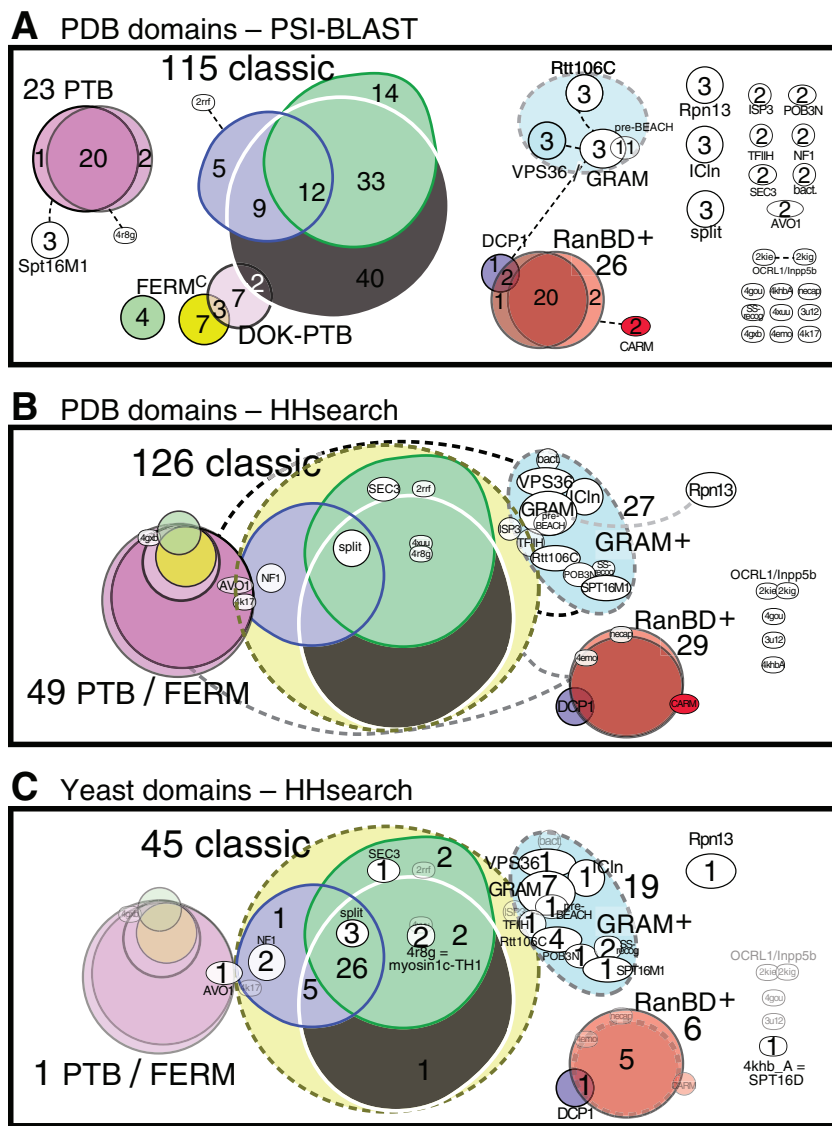 A PDB domains – PSI-BLAST
23 PTB
115 classic
2rrf
14
1
20
2
5
9
12
33
40
3
Spt16M1
4r8g
FERMC
4
7
3
7
2
DOK-PTB
Rtt106C
3
pre-BEACH
3
3
11
VPS36
GRAM
DCP1
1
2
RanBD+
26
1
20
2
2
CARM
3
Rpn13
3
ICln
3
split
2
ISP3
2
POB3N
2
TFIIH
2
NF1
2
SEC3
2
bact.
2
AVO1
2kie
2kig
OCRL1/Inpp5b
4gou
4khbA
necap
SS-recog
4xuu
3u12
4gxb
4emo
4k17
B PDB domains – HHsearch
126 classic
4gxb
AVO1
4k17
NF1
SEC3
2rrf
split
4xuu
4r8g
49 PTB / FERM
bact.
VPS36
ICln
GRAM
pre-BEACH
ISP3
TFIIH
Rtt106C
POB3N
SS-recog
SPT16M1
27
GRAM+
Rpn13
RanBD+
29
necap
4emo
DCP1
CARM
OCRL1/Inpp5b
2kie
2kig
4gou
3u12
4khbA
C Yeast domains – HHsearch
45 classic
4gxb
1
AVO1
4k17
1
NF1
2
5
SEC3
1
2rrf
2
split
3
26
2
2
4r8g =
myosin1c-TH1
1
1 PTB / FERM
(bact)
VPS36
1
ICln
1
GRAM
7
1
pre-BEACH
ISP3
TFIIH
1
Rtt106C
4
POB3N
1
2
SS-recog
1
SPT16M1
19
GRAM+
Rpn13
1
RanBD+
6
necap
4emo
5
1
DCP1
CARM
OCRL1/Inpp5b
2kie
2kig
4gou
3u12
1
4khb_A =
SPT16D